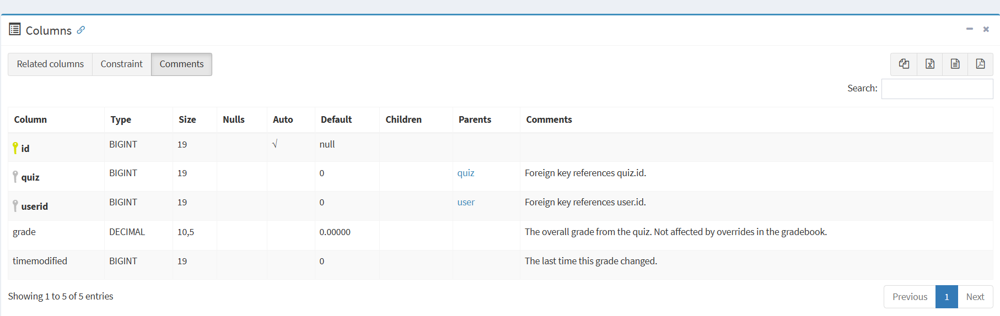 Columns
Related columns Constraint Comments
Search:
Column Type Size Nulls Auto Default Children Parents Comments
id BIGINT 19 √ null
quiz BIGINT 19 0 quiz Foreign key references quiz.id.
userid BIGINT 19 0 user Foreign key references user.id.
grade DECIMAL 10,5 0.00000 The overall grade from the quiz. Not affected by overrides in the gradebook.
timemodified BIGINT 19 0 The last time this grade changed.
Showing 1 to 5 of 5 entries Previous 1 Next